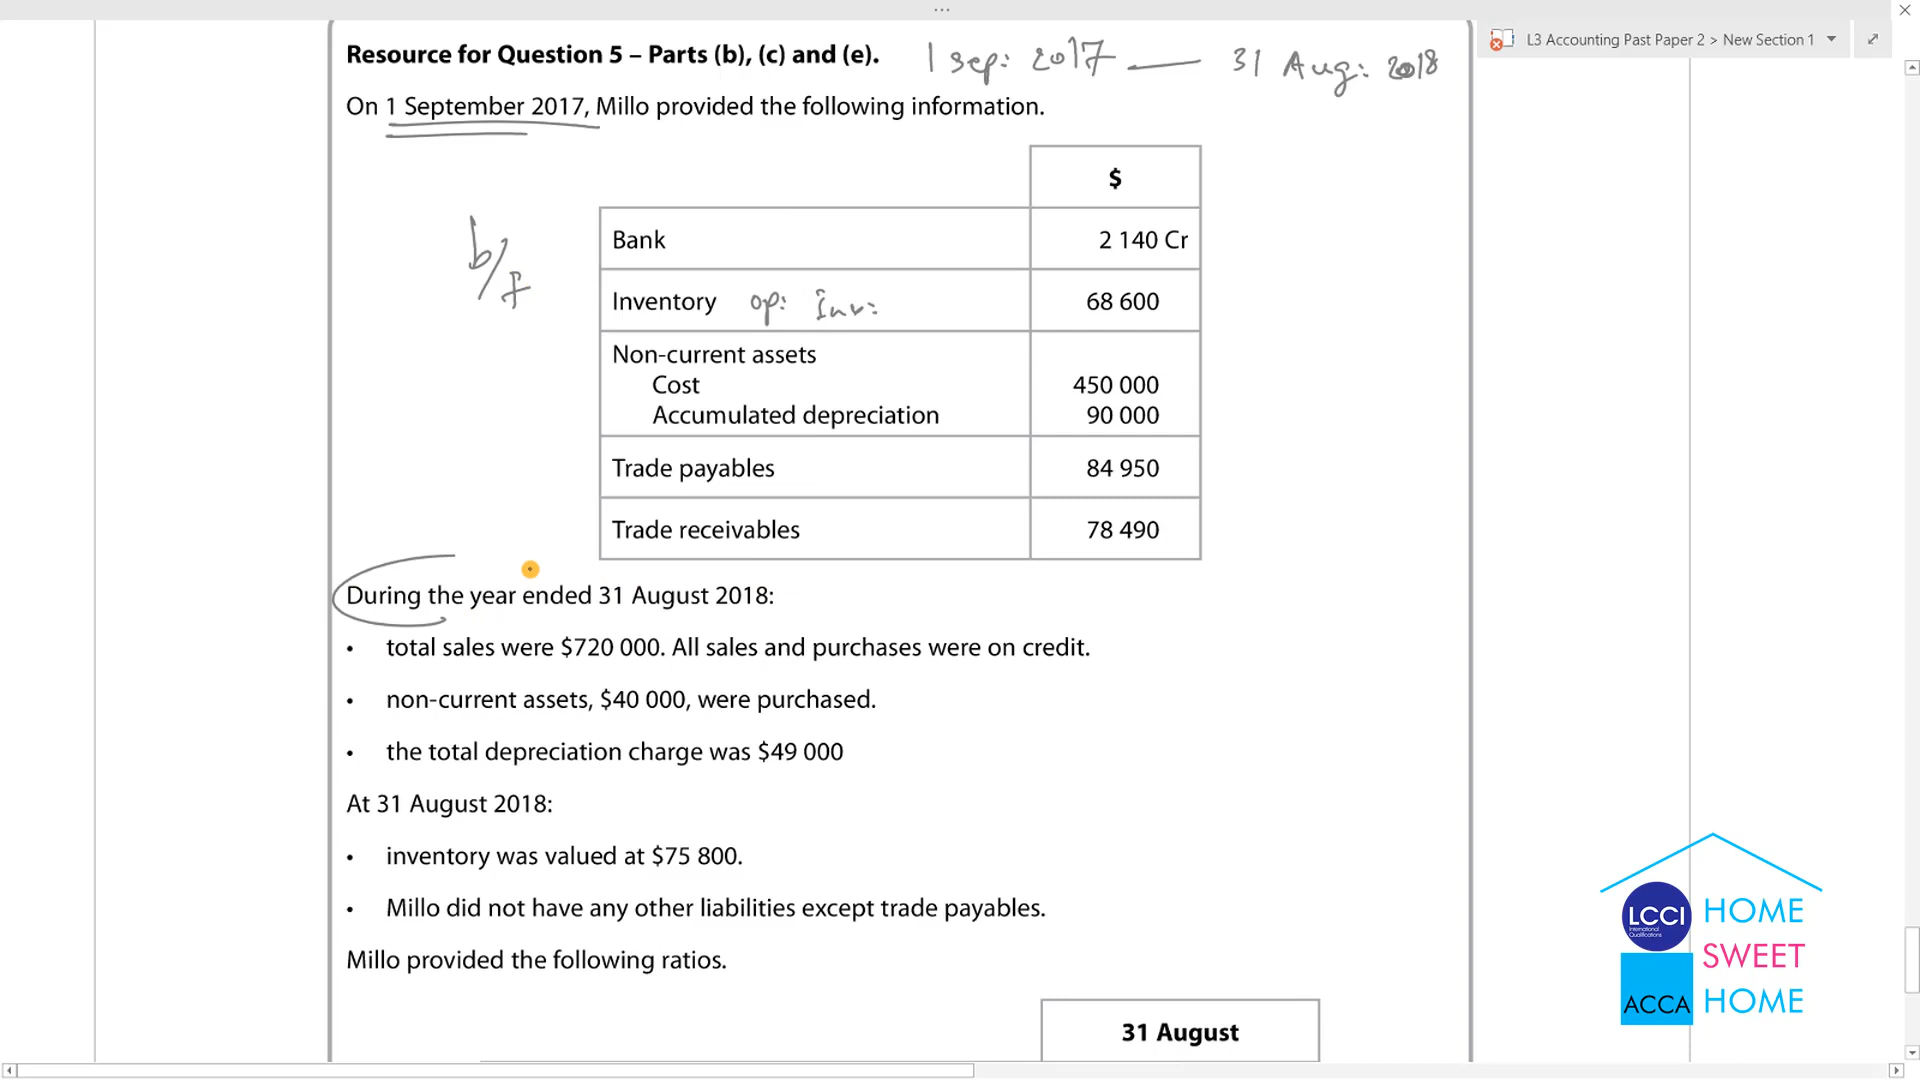 ...
L3 Accounting Past Paper 2 > New Section 1
Resource for Question 5 – Parts (b), (c) and (e).
1 Sep: 2017 — 31 Aug: 2018
On 1 September 2017, Millo provided the following information.
$
Bank 2 140 Cr
b/f
Inventory op: Inv: 68 600
Non-current assets
Cost 450 000
Accumulated depreciation 90 000
Trade payables 84 950
Trade receivables 78 490
During the year ended 31 August 2018:
• total sales were $720 000. All sales and purchases were on credit.
• non-current assets, $40 000, were purchased.
• the total depreciation charge was $49 000
At 31 August 2018:
• inventory was valued at $75 800.
• Millo did not have any other liabilities except trade payables.
Millo provided the following ratios.
31 August
LCCI
International
Qualifications
ACCA
HOME
SWEET
HOME